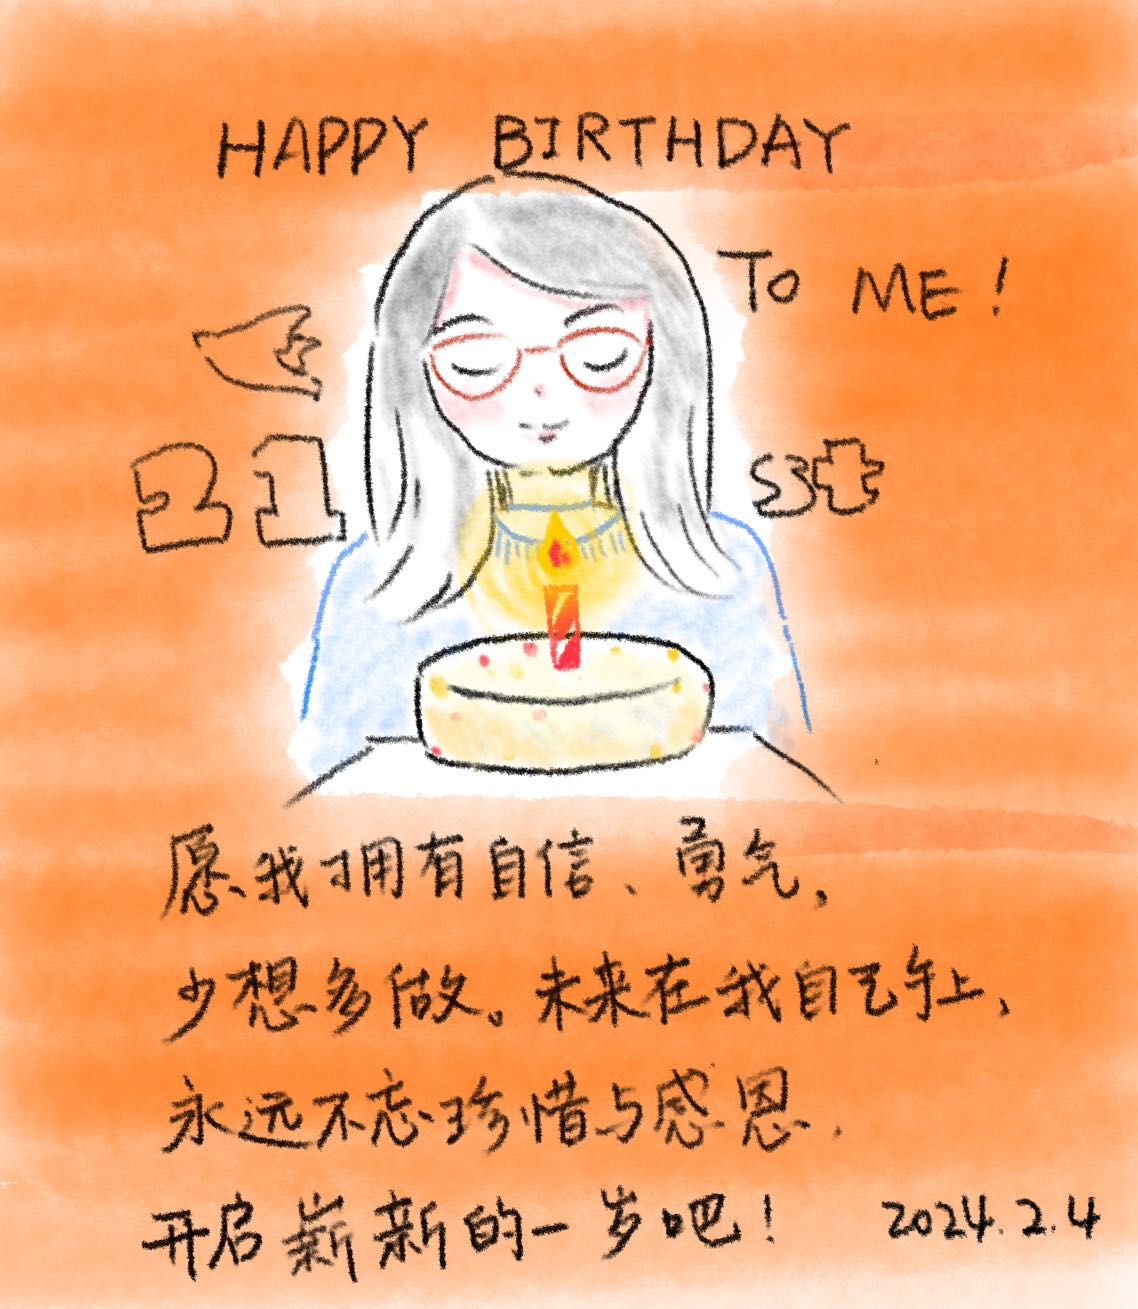 HAPPY BIRTHDAY
TO ME!
21 st
愿我拥有自信、勇气,
少想多做。未来在我自己手上,
永远不忘珍惜与感恩.
开启崭新的一岁吧! 2024.2.4